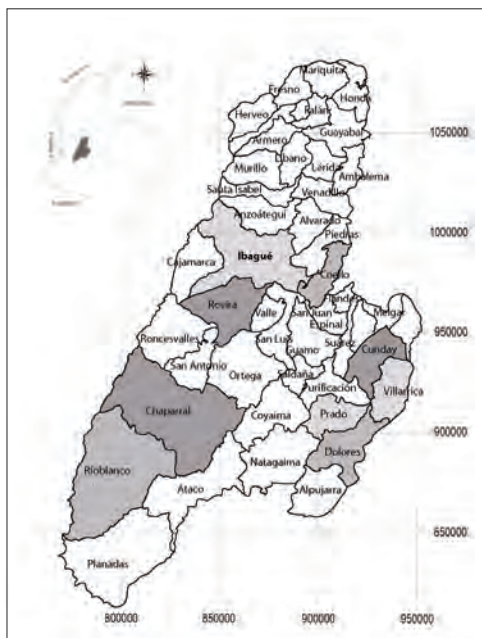 Mariquita
Fresno
Honda
Falán
Herveo
Guayabal
1050000
Armero
Líbano
Murillo
Lérida
Ambalema
Santa Isabel
Venadillo
Anzoátegui
Alvarado
1000000
Piedras
Ibagué
Cajamarca
Coello
Rovira
Flandes
Valle
San Juan
Melgar
Espinal
950000
Roncesvalles
San Luis
Suárez
Cunday
Guamo
San Antonio
Ortega
Saldaña
Villarrica
Purificación
Chaparral
Coyaima
Prado
900000
Dolores
Rioblanco
Natagaima
Ataco
Alpujarra
850000
Planadas
800000 850000 900000 950000